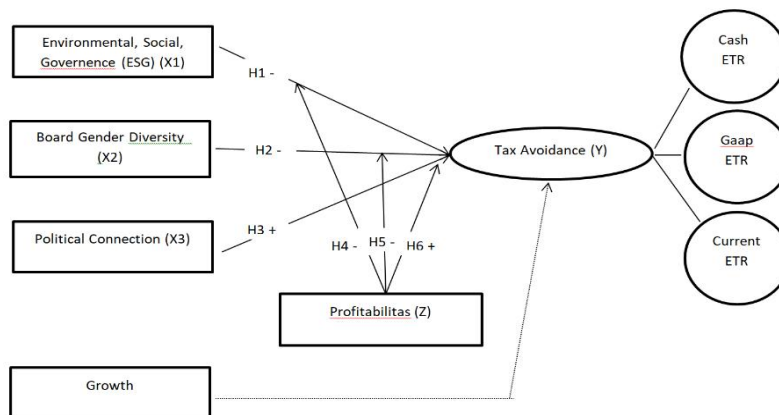 Environmental, Social,
Governence (ESG) (X1)
H1 -
Cash
ETR
Board Gender Diversity
(X2)
H2 -
Tax Avoidance (Y)
Gaap
ETR
Political Connection (X3)
H3 +
H4 -
H5 -
H6 +
Current
ETR
Profitabilitas (Z)
Growth